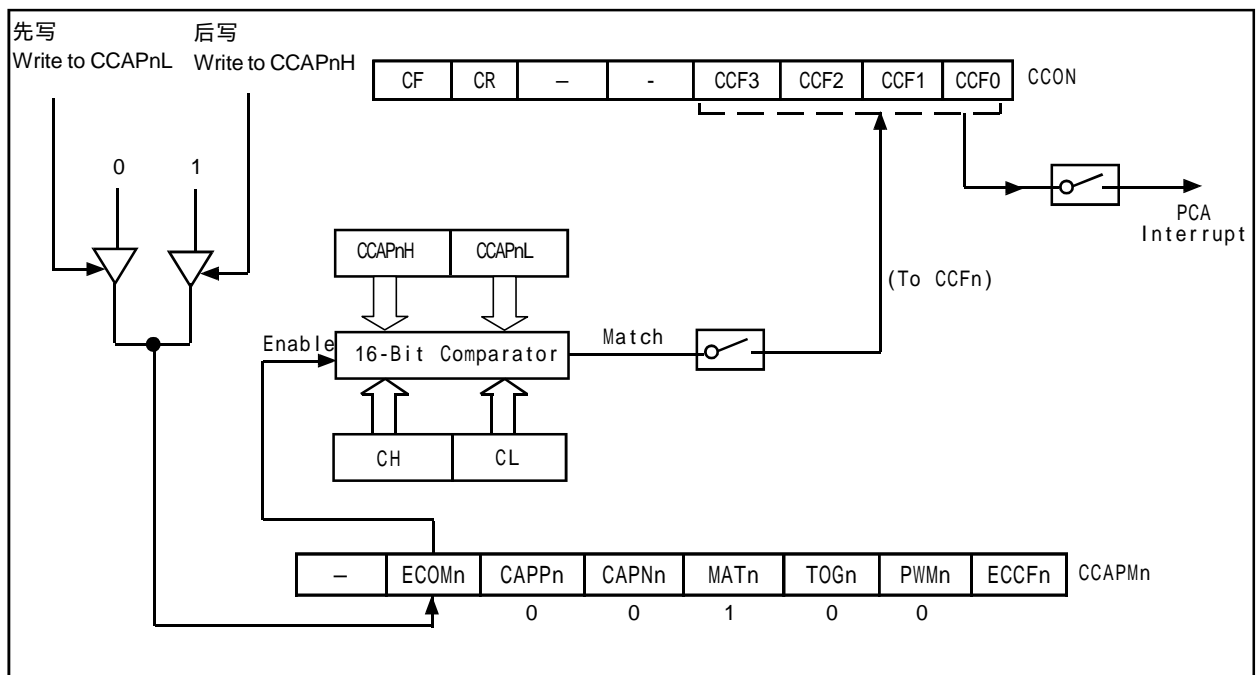 先写 后写
Write to CCAPnL Write to CCAPnH
CF CR – - CCF3 CCF2 CCF1 CCF0 CCON
0 1
PCA
Interrupt
CCAPnH CCAPnL
(To CCFn)
Enable 16-Bit Comparator Match
CH CL
– ECOMn CAPPn CAPNn MATn TOGn PWMn ECCFn CCAPMn
0 0 1 0 0